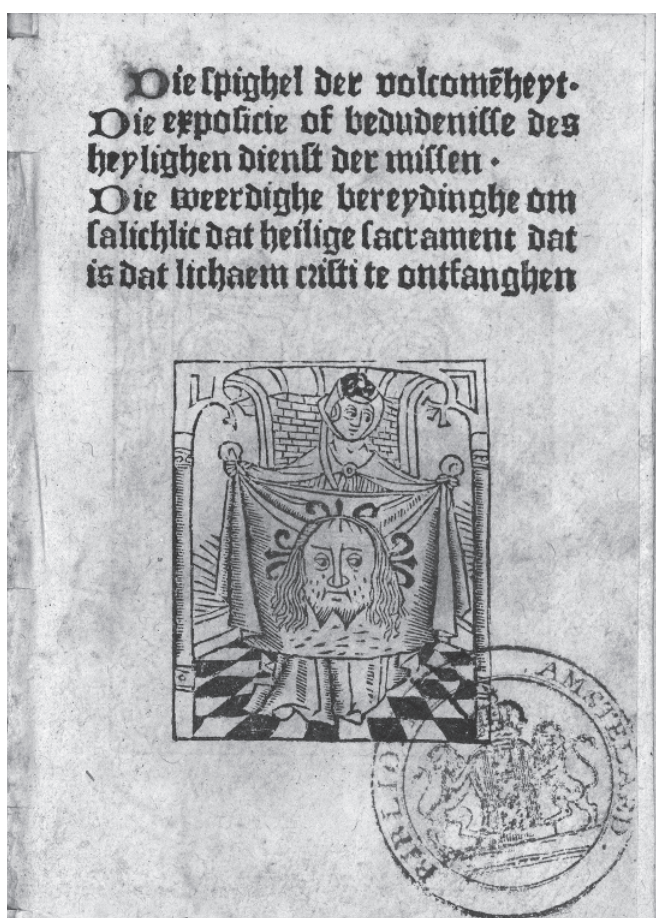 Die spighel der volcomēheyt·
Die exposicie of bedudenisse des
heylighen dienst der missen ·
Die weerdighe bereydinghe om
salichlic dat heilige sacrament dat
is dat lichaem cristi te ontfanghen